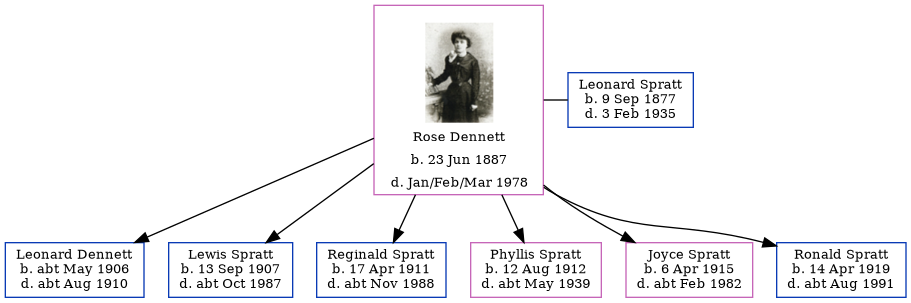 Rose Dennett
b. 23 Jun 1887
d. Jan/Feb/Mar 1978
Leonard Spratt
b. 9 Sep 1877
d. 3 Feb 1935
Leonard Dennett
b. abt May 1906
d. abt Aug 1910
Lewis Spratt
b. 13 Sep 1907
d. abt Oct 1987
Reginald Spratt
b. 17 Apr 1911
d. abt Nov 1988
Phyllis Spratt
b. 12 Aug 1912
d. abt May 1939
Joyce Spratt
b. 6 Apr 1915
d. abt Feb 1982
Ronald Spratt
b. 14 Apr 1919
d. abt Aug 1991